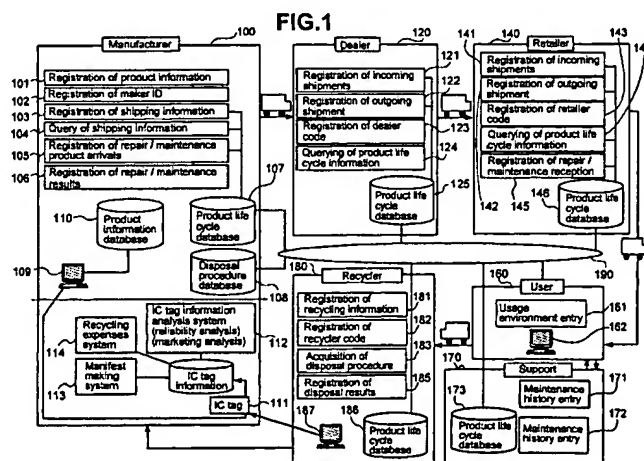 FIG.1
Manufacturer
100
101
Registration of product information
102
Registration of maker ID
103
Registration of shipping information
104
Query of shipping information
105
Registration of repair / maintenance
product arrivals
106
Registration of repair / maintenance
results
107
110
Product
information
database
Product life
cycle
database
109
Disposal
procedure
database
108
IC tag information
analysis system
(reliability analysis)
(marketing analysis)
112
Recycling
expenses
system
114
Manifest
making
system
113
IC tag
information
IC tag
111
Dealer
120
121
Registration of incoming
shipments
122
Registration of outgoing
shipment
Registration of dealer
code
123
Querying of product life
cycle information
124
Product life
cycle
database
125
141
Retailer
140
143
Registration of incoming
shipments
Registration of outgoing
shipment
Registration of retailer
code
Querying of product life
cycle information
Registration of repair /
maintenance reception
142
145
146
Product life
cycle
database
190
180
Recycler
Registration of
recycling information
181
Registration of
recycler code
182
Acquisition of
disposal procedure
183
Registration of
disposal results
185
187
186
Product life
cycle
database
160
User
161
Usage
environment entry
162
170
Support
171
Maintenance
history entry
173
172
Product life
cycle
database
Maintenance
history entry